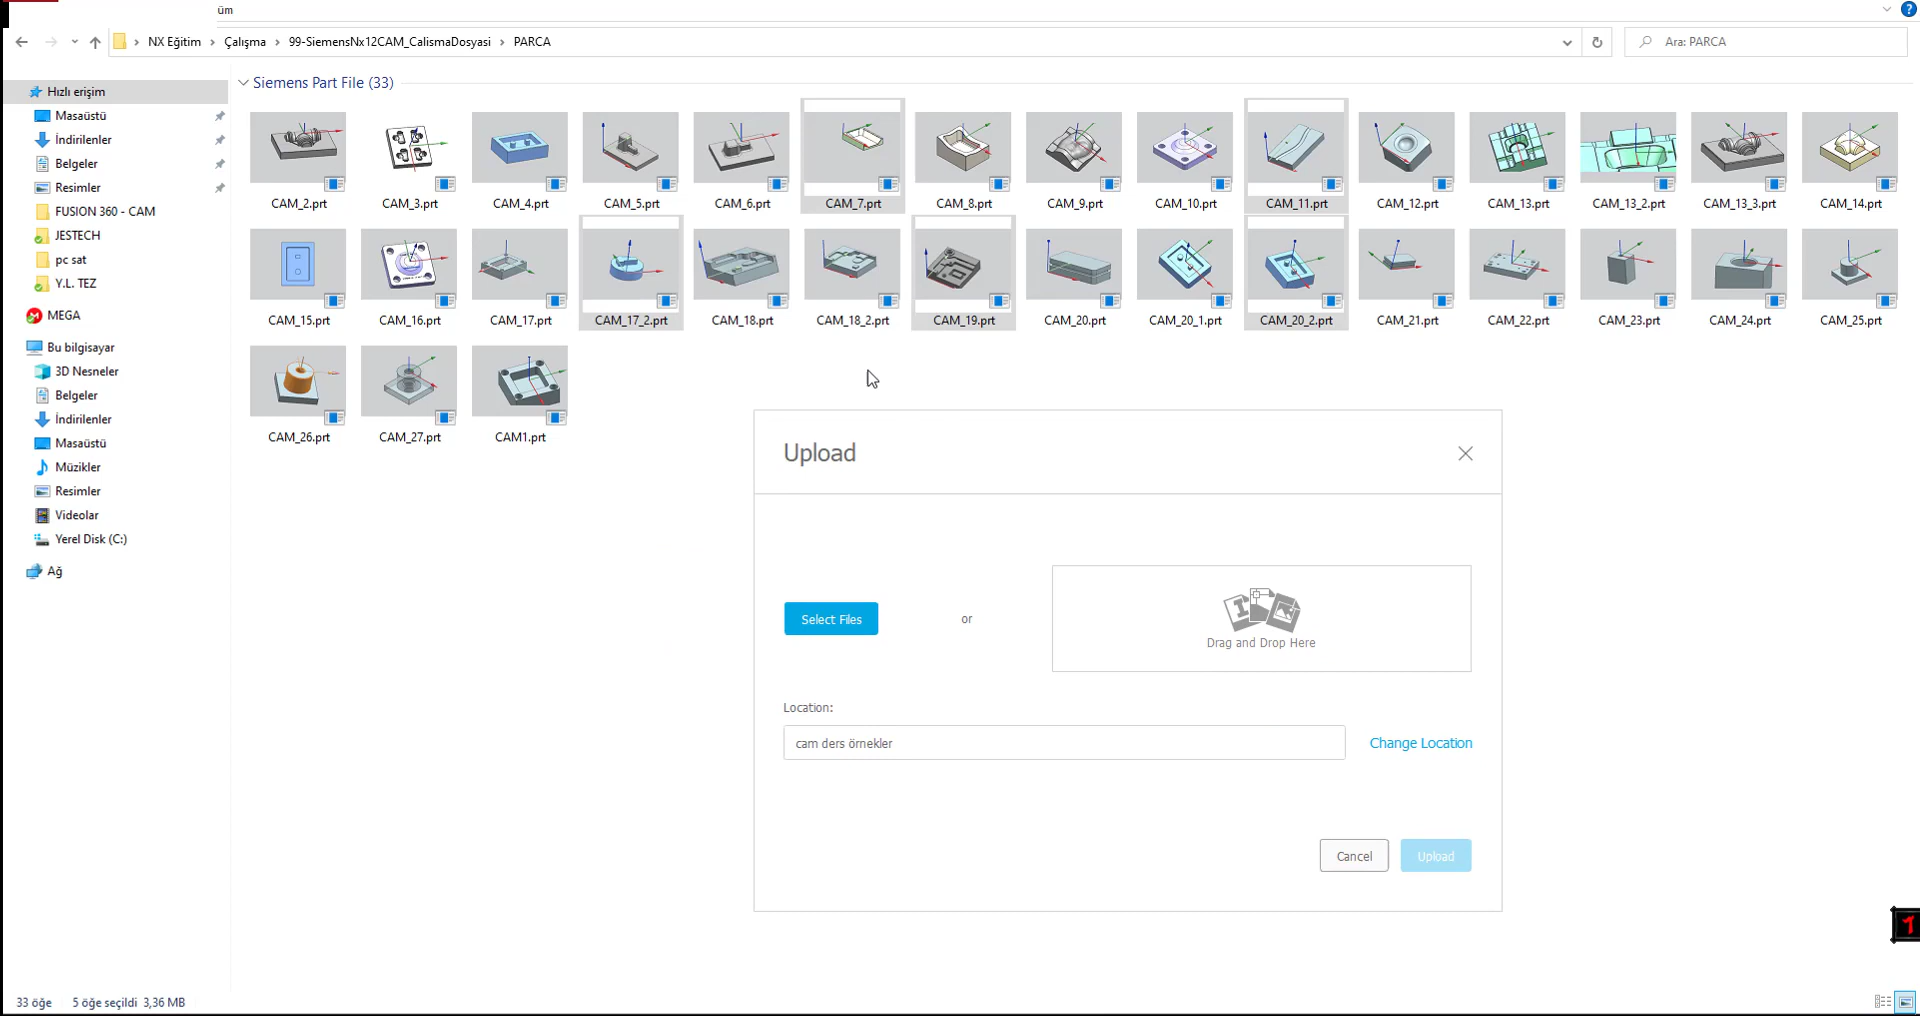 üm
NX Eğitim > Çalışma > 99-SiemensNx12CAM_CalismaDosyasi > PARCA
Ara: PARCA
Siemens Part File (33)
Hızlı erişim
Masaüstü
İndirilenler
Belgeler
Resimler
FUSION 360 - CAM
JESTECH
pc sat
Y.L. TEZ
MEGA
Bu bilgisayar
3D Nesneler
Belgeler
İndirilenler
Masaüstü
Müzikler
Resimler
Videolar
Yerel Disk (C:)
Ağ
CAM_2.prt CAM_3.prt CAM_4.prt CAM_5.prt CAM_6.prt CAM_7.prt CAM_8.prt CAM_9.prt CAM_10.prt CAM_11.prt CAM_12.prt CAM_13.prt CAM_13_2.prt CAM_13_3.prt CAM_14.prt
CAM_15.prt CAM_16.prt CAM_17.prt CAM_17_2.prt CAM_18.prt CAM_18_2.prt CAM_19.prt CAM_20.prt CAM_20_1.prt CAM_20_2.prt CAM_21.prt CAM_22.prt CAM_23.prt CAM_24.prt CAM_25.prt
CAM_26.prt CAM_27.prt CAM1.prt
Upload
Select Files or
Drag and Drop Here
Location:
cam ders örnekler Change Location
Cancel Upload
1
33 öğe 5 öğe seçildi 3,36 MB